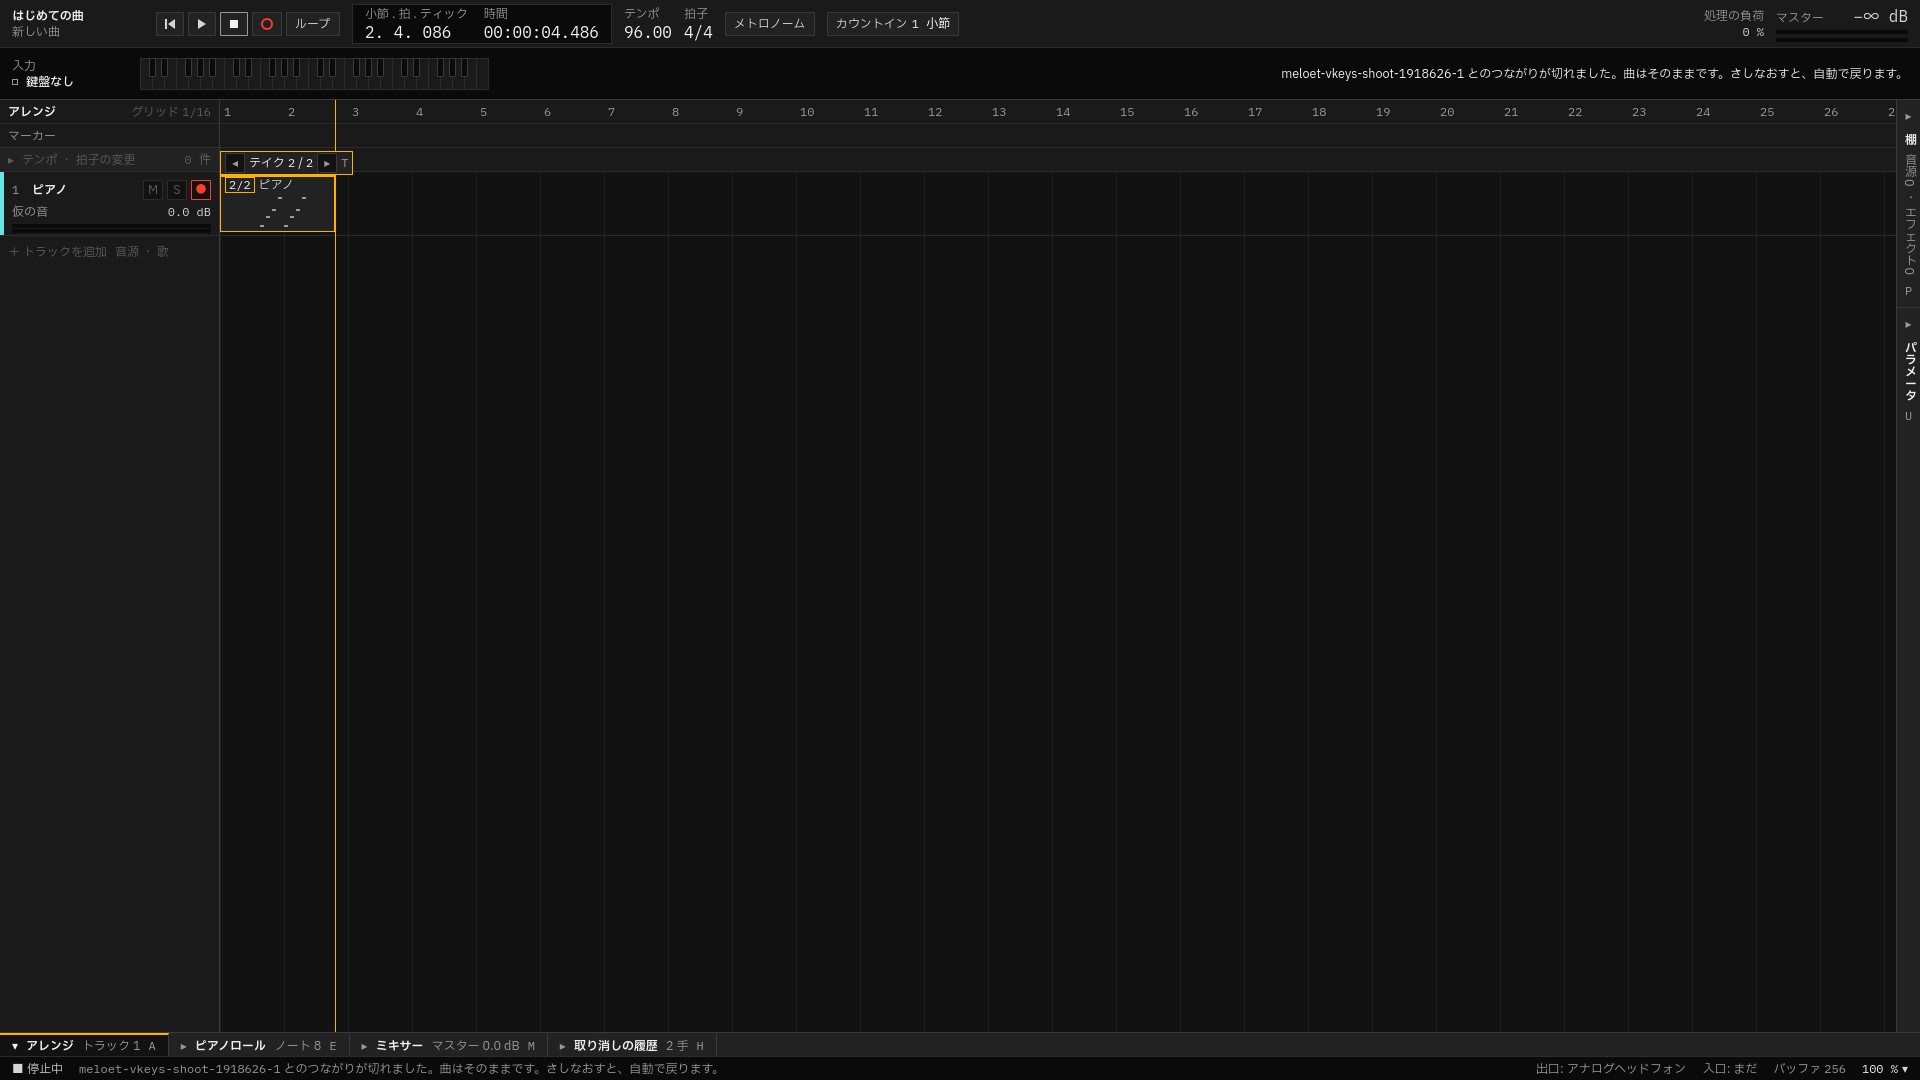 はじめての曲
新しい曲
ループ
小節 . 拍 . ティック 時間
2. 4. 086 00:00:04.486
テンポ 拍子
96.00 4/4
メトロノーム
カウントイン 1 小節
処理の負荷
0 %
マスター −∞ dB
入力
鍵盤なし
meloet-vkeys-shoot-1918626-1 とのつながりが切れました。曲はそのままです。さしなおすと、自動で戻ります。
アレンジ グリッド 1/16
1 2 3 4 5 6 7 8 9 10 11 12 13 14 15 16 17 18 19 20 21 22 23 24 25 26 2
マーカー
▸ テンポ · 拍子の変更 0 件
◂ テイク 2 / 2 ▸ T
1 ピアノ M S
2/2 ピアノ
仮の音 0.0 dB
+ トラックを追加 音源 · 歌
▸ 棚 音源 0 · エフェクト 0 P
▸ パラメータ U
▾ アレンジ トラック 1 A
▸ ピアノロール ノート 8 E
▸ ミキサー マスター 0.0 dB M
▸ 取り消しの履歴 2 手 H
■ 停止中 meloet-vkeys-shoot-1918626-1 とのつながりが切れました。曲はそのままです。さしなおすと、自動で戻ります。
出口: アナログヘッドフォン 入口: まだ バッファ 256 100 % ▾